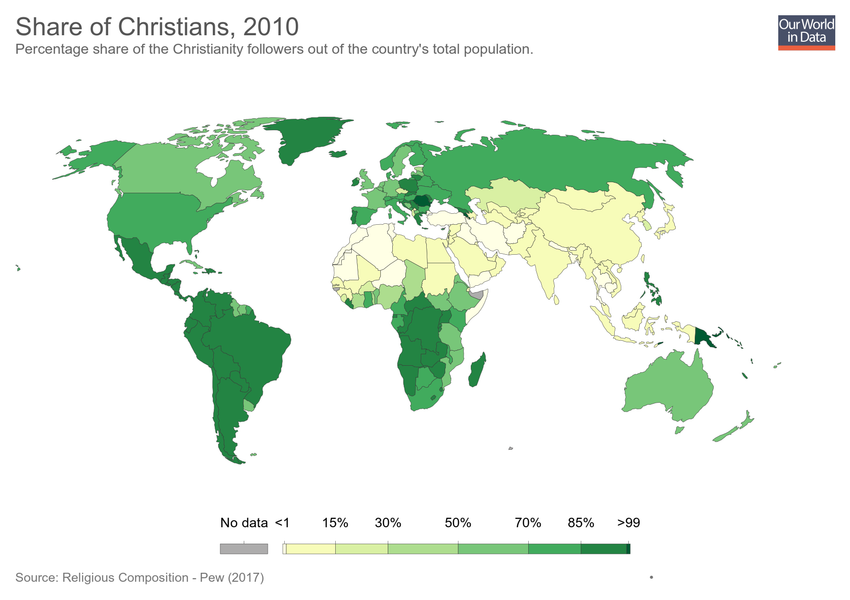 Share of Christians, 2010
Percentage share of the Christianity followers out of the country's total population.
Our World
in Data
No data <1 15% 30% 50% 70% 85% >99
Source: Religious Composition - Pew (2017)